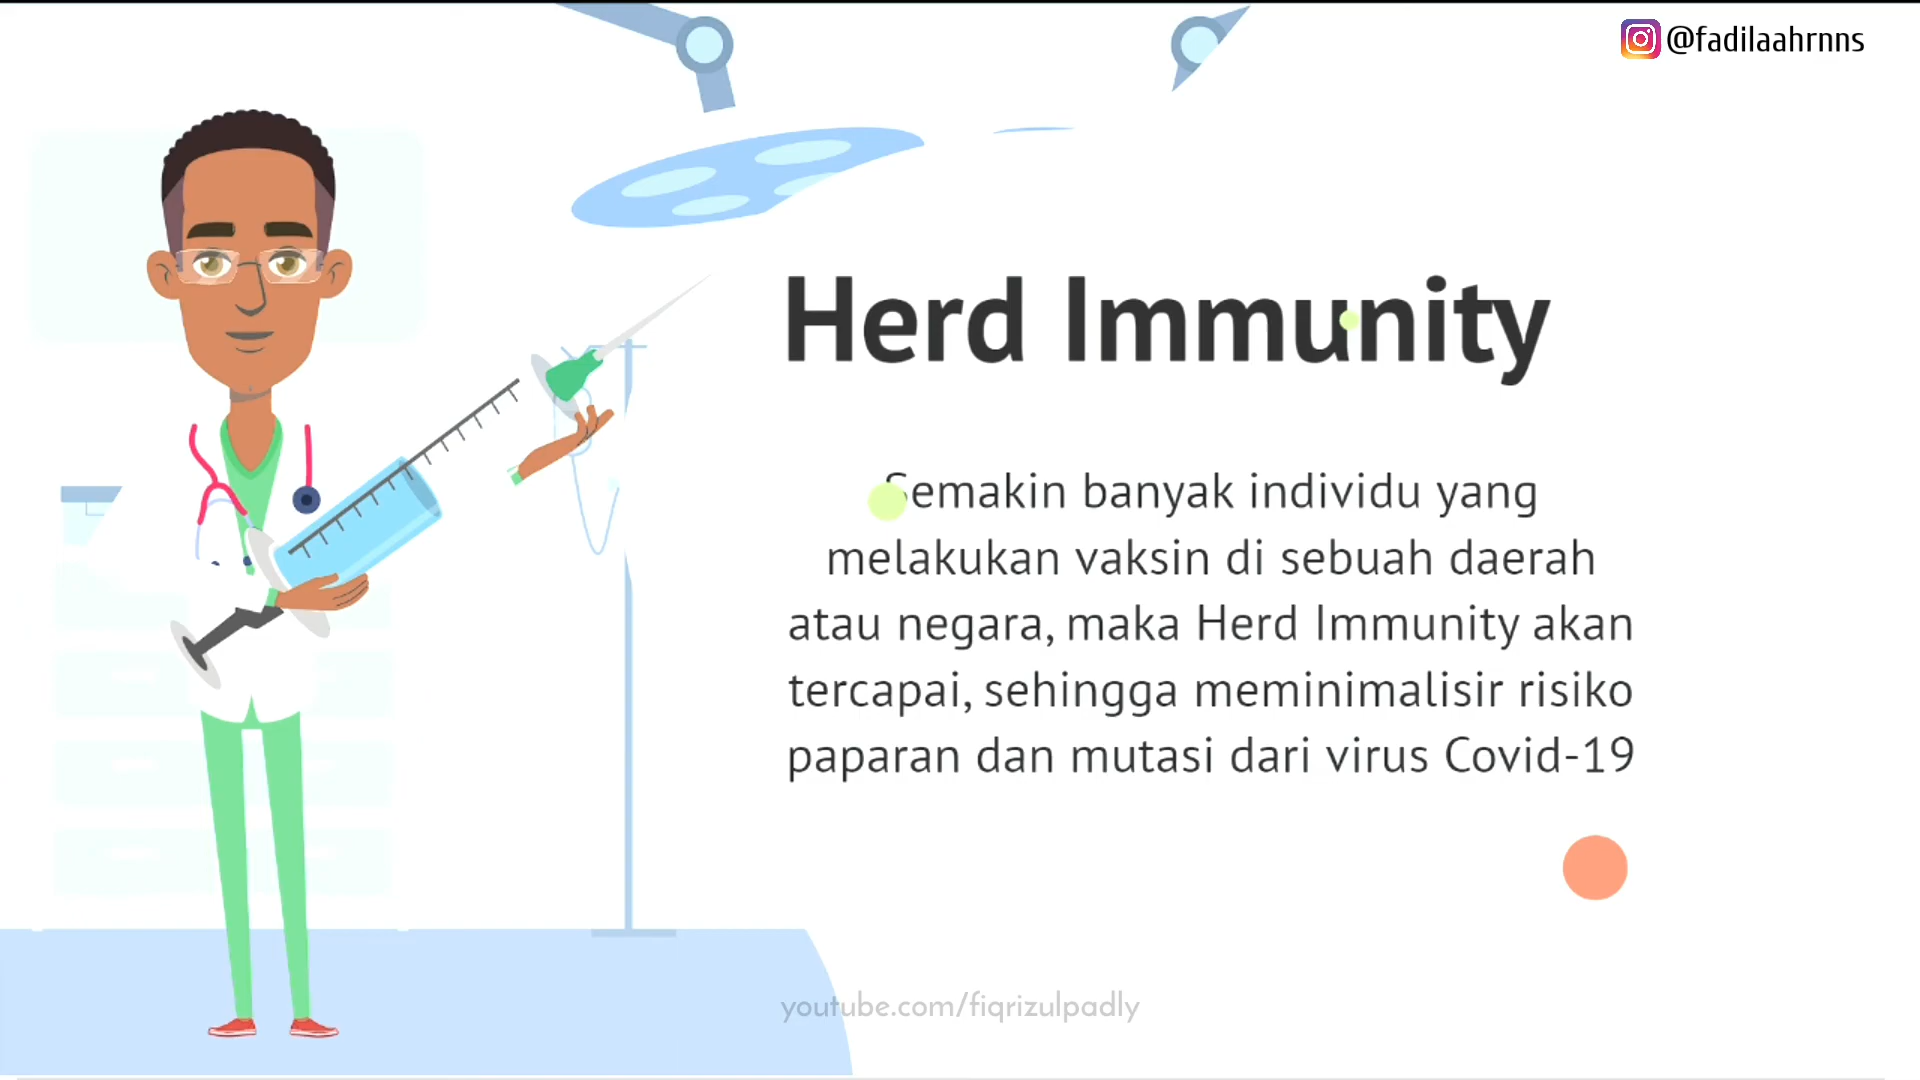 @fadilaahrnns
Herd Immunity
Semakin banyak individu yang
melakukan vaksin di sebuah daerah
atau negara, maka Herd Immunity akan
tercapai, sehingga meminimalisir risiko
paparan dan mutasi dari virus Covid-19
youtube.com/fiqrizulpadly